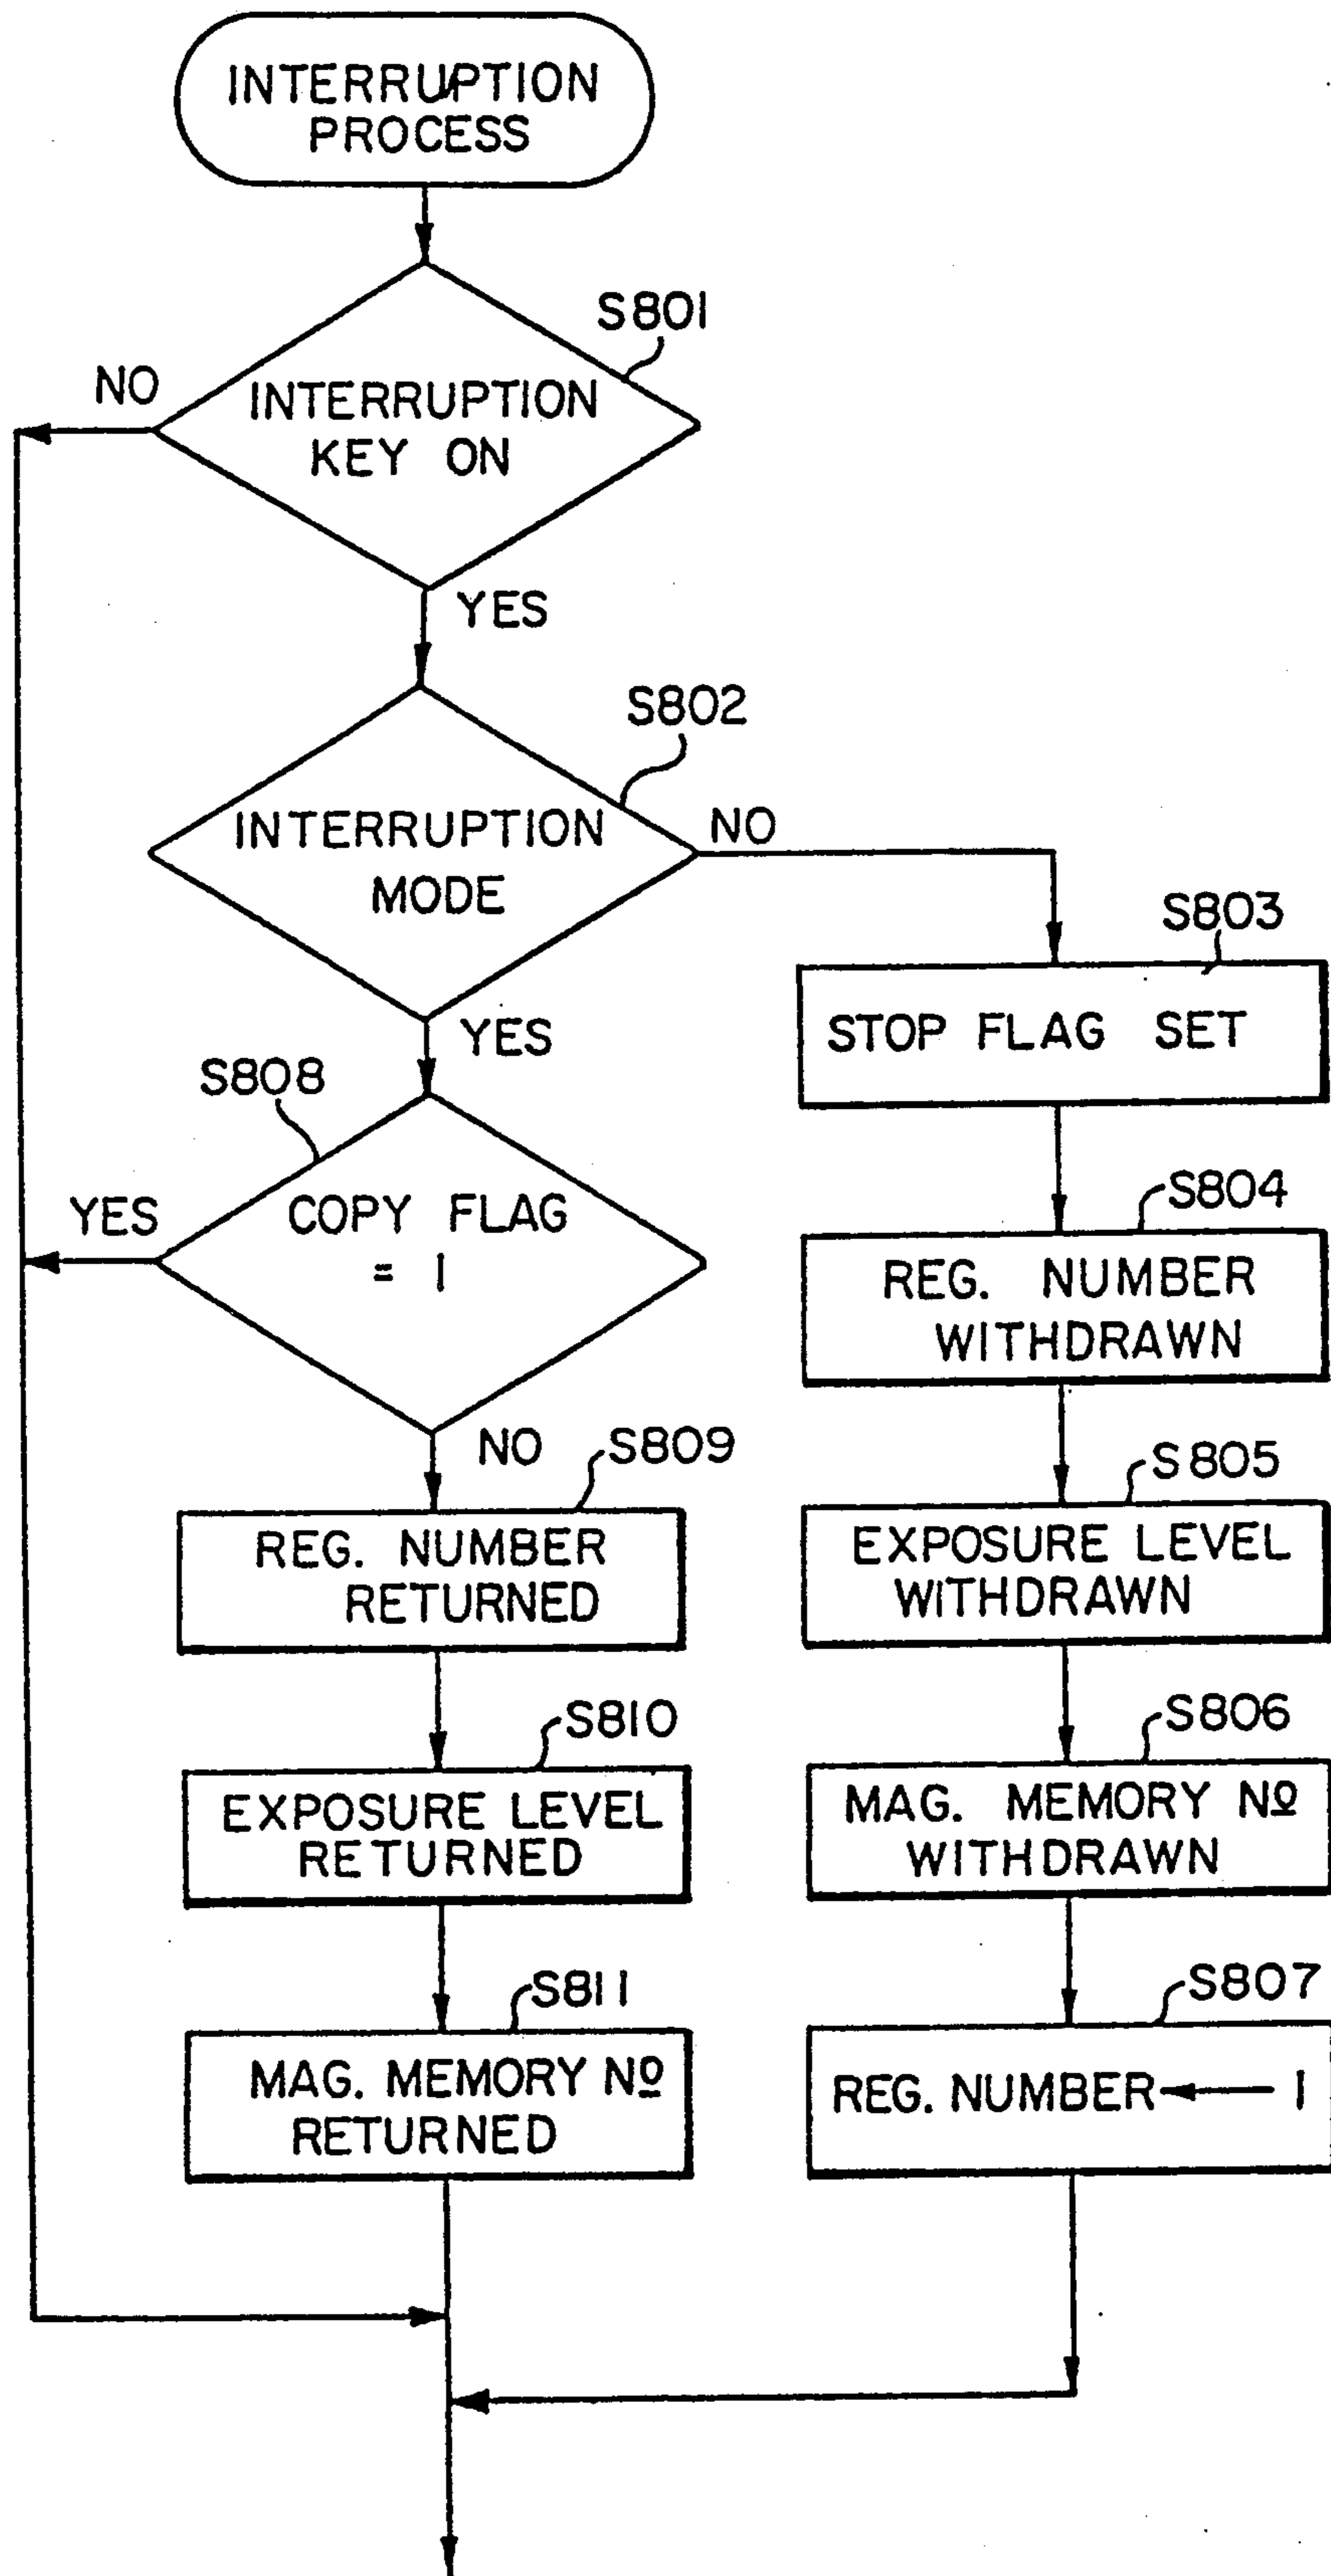 INTERRUPTION
PROCESS
S801
NO
INTERRUPTION
KEY ON
YES
S802
INTERRUPTION
MODE
NO
YES
S803
STOP FLAG SET
S808
YES
COPY FLAG
= 1
NO
S804
REG. NUMBER
WITHDRAWN
S809
REG. NUMBER
RETURNED
S805
EXPOSURE LEVEL
WITHDRAWN
S810
EXPOSURE LEVEL
RETURNED
S806
MAG. MEMORY Nº
WITHDRAWN
S811
MAG. MEMORY Nº
RETURNED
S807
REG. NUMBER ← 1